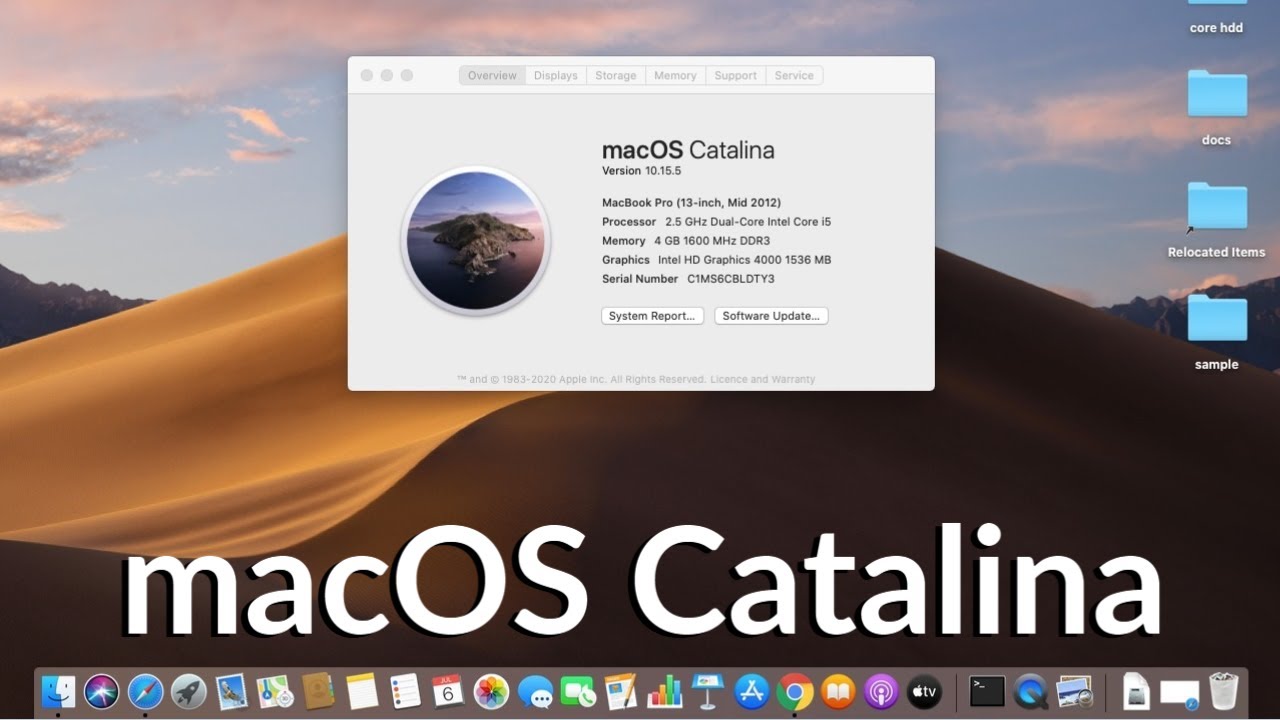 core hdd
Overview Displays Storage Memory Support Service
docs
macOS Catalina
Version 10.15.5
MacBook Pro (13-inch, Mid 2012)
Processor 2.5 GHz Dual-Core Intel Core i5
Memory 4 GB 1600 MHz DDR3
Graphics Intel HD Graphics 4000 1536 MB
Serial Number C1MS6CBLDTY3
Relocated Items
System Report... Software Update...
sample
™ and © 1983-2020 Apple Inc. All Rights Reserved. Licence and Warranty
macOS Catalina
JUL
6
tv
>_